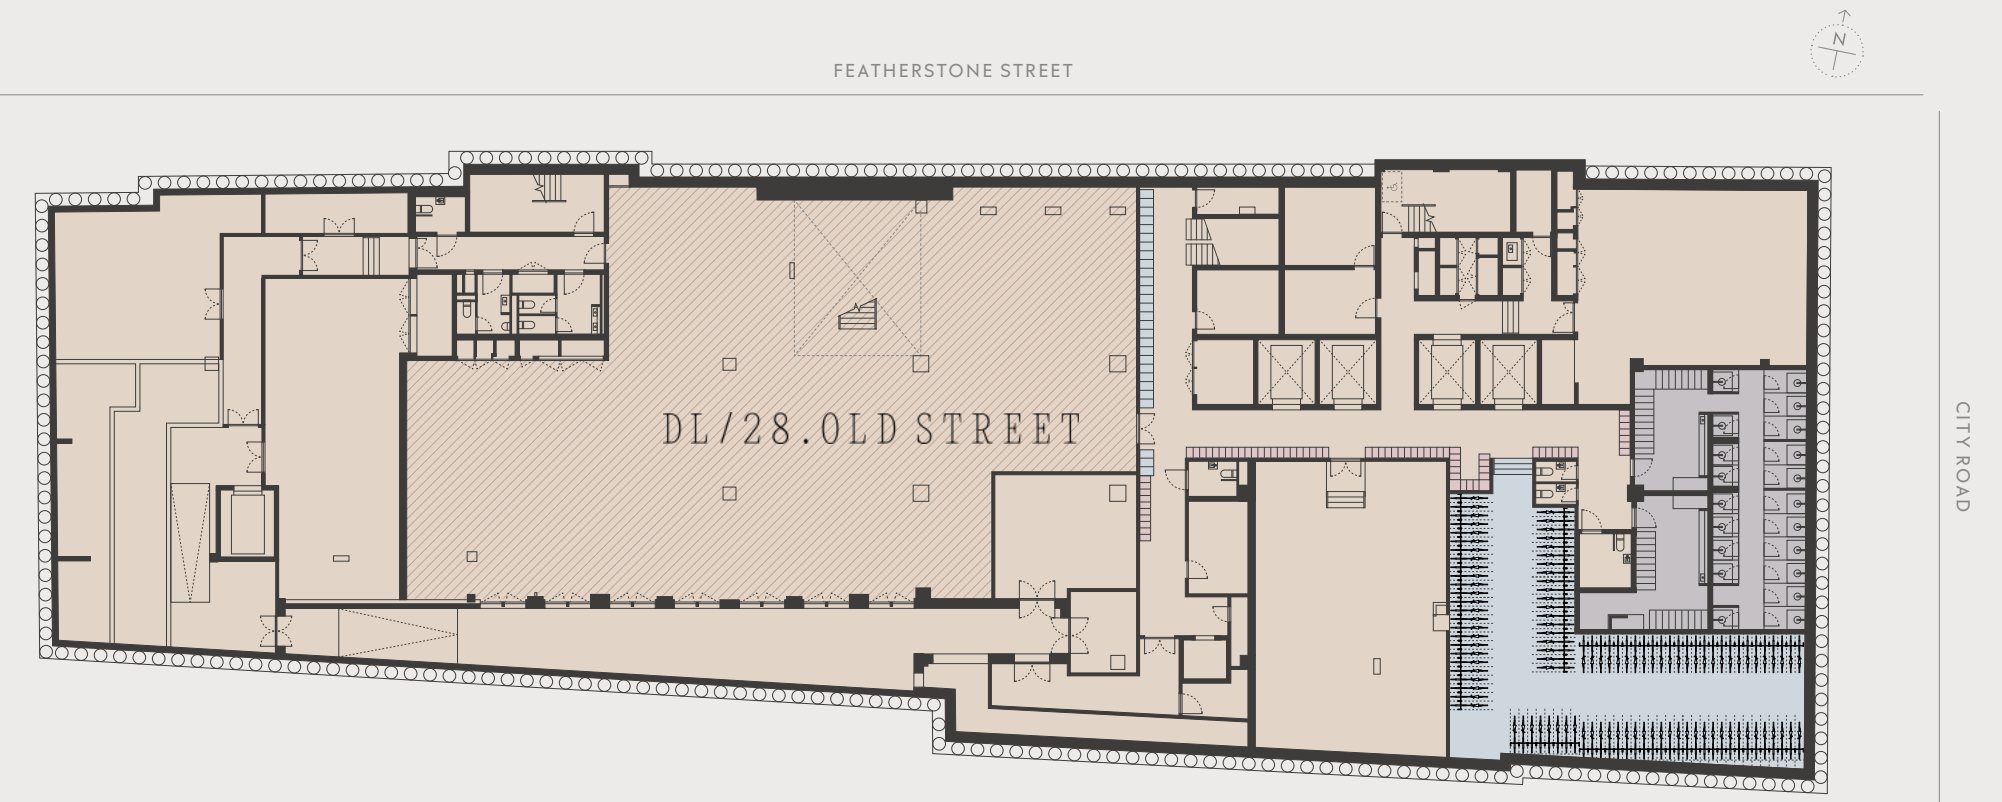 N
FEATHERSTONE STREET
DL/28.OLD STREET
CITY ROAD